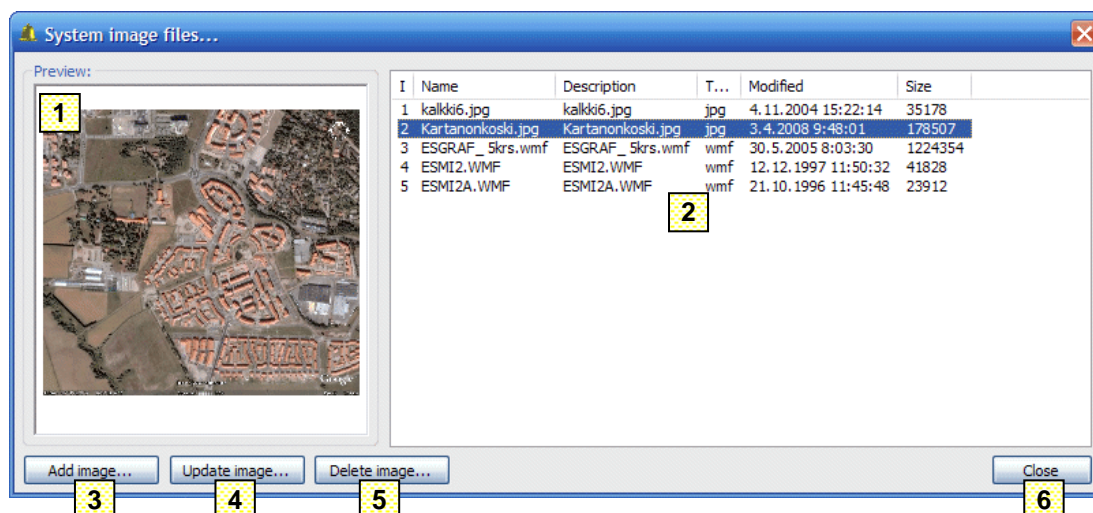 System image files...
Preview:
1
I Name Description T... Modified Size
1 kalkki6.jpg kalkki6.jpg jpg 4.11.2004 15:22:14 35178
2 Kartanonkoski.jpg Kartanonkoski.jpg jpg 3.4.2008 9:48:01 178507
3 ESGRAF_5krs.wmf ESGRAF_5krs.wmf wmf 30.5.2005 8:03:30 1224354
4 ESMI2.WMF ESMI2.WMF wmf 12.12.1997 11:50:32 41828
5 ESMI2A.WMF ESMI2A.WMF wmf 21.10.1996 11:45:48 23912
2
Add image... Update image... Delete image... Close
3 4 5 6